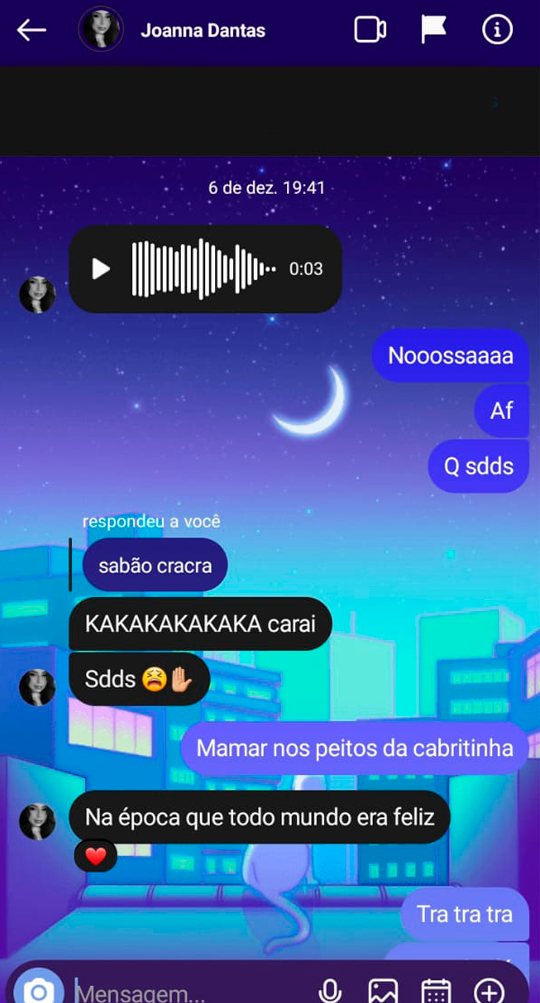 Joanna Dantas
6 de dez. 19:41
0:03
Nooossaaaa
Af
Q sdds
respondeu a você
sabão cracra
KAKAKAKAKAKA carai
Sdds 😫✋🏼
Mamar nos peitos da cabritinha
Na época que todo mundo era feliz
❤️
Tra tra tra
Mensagem...